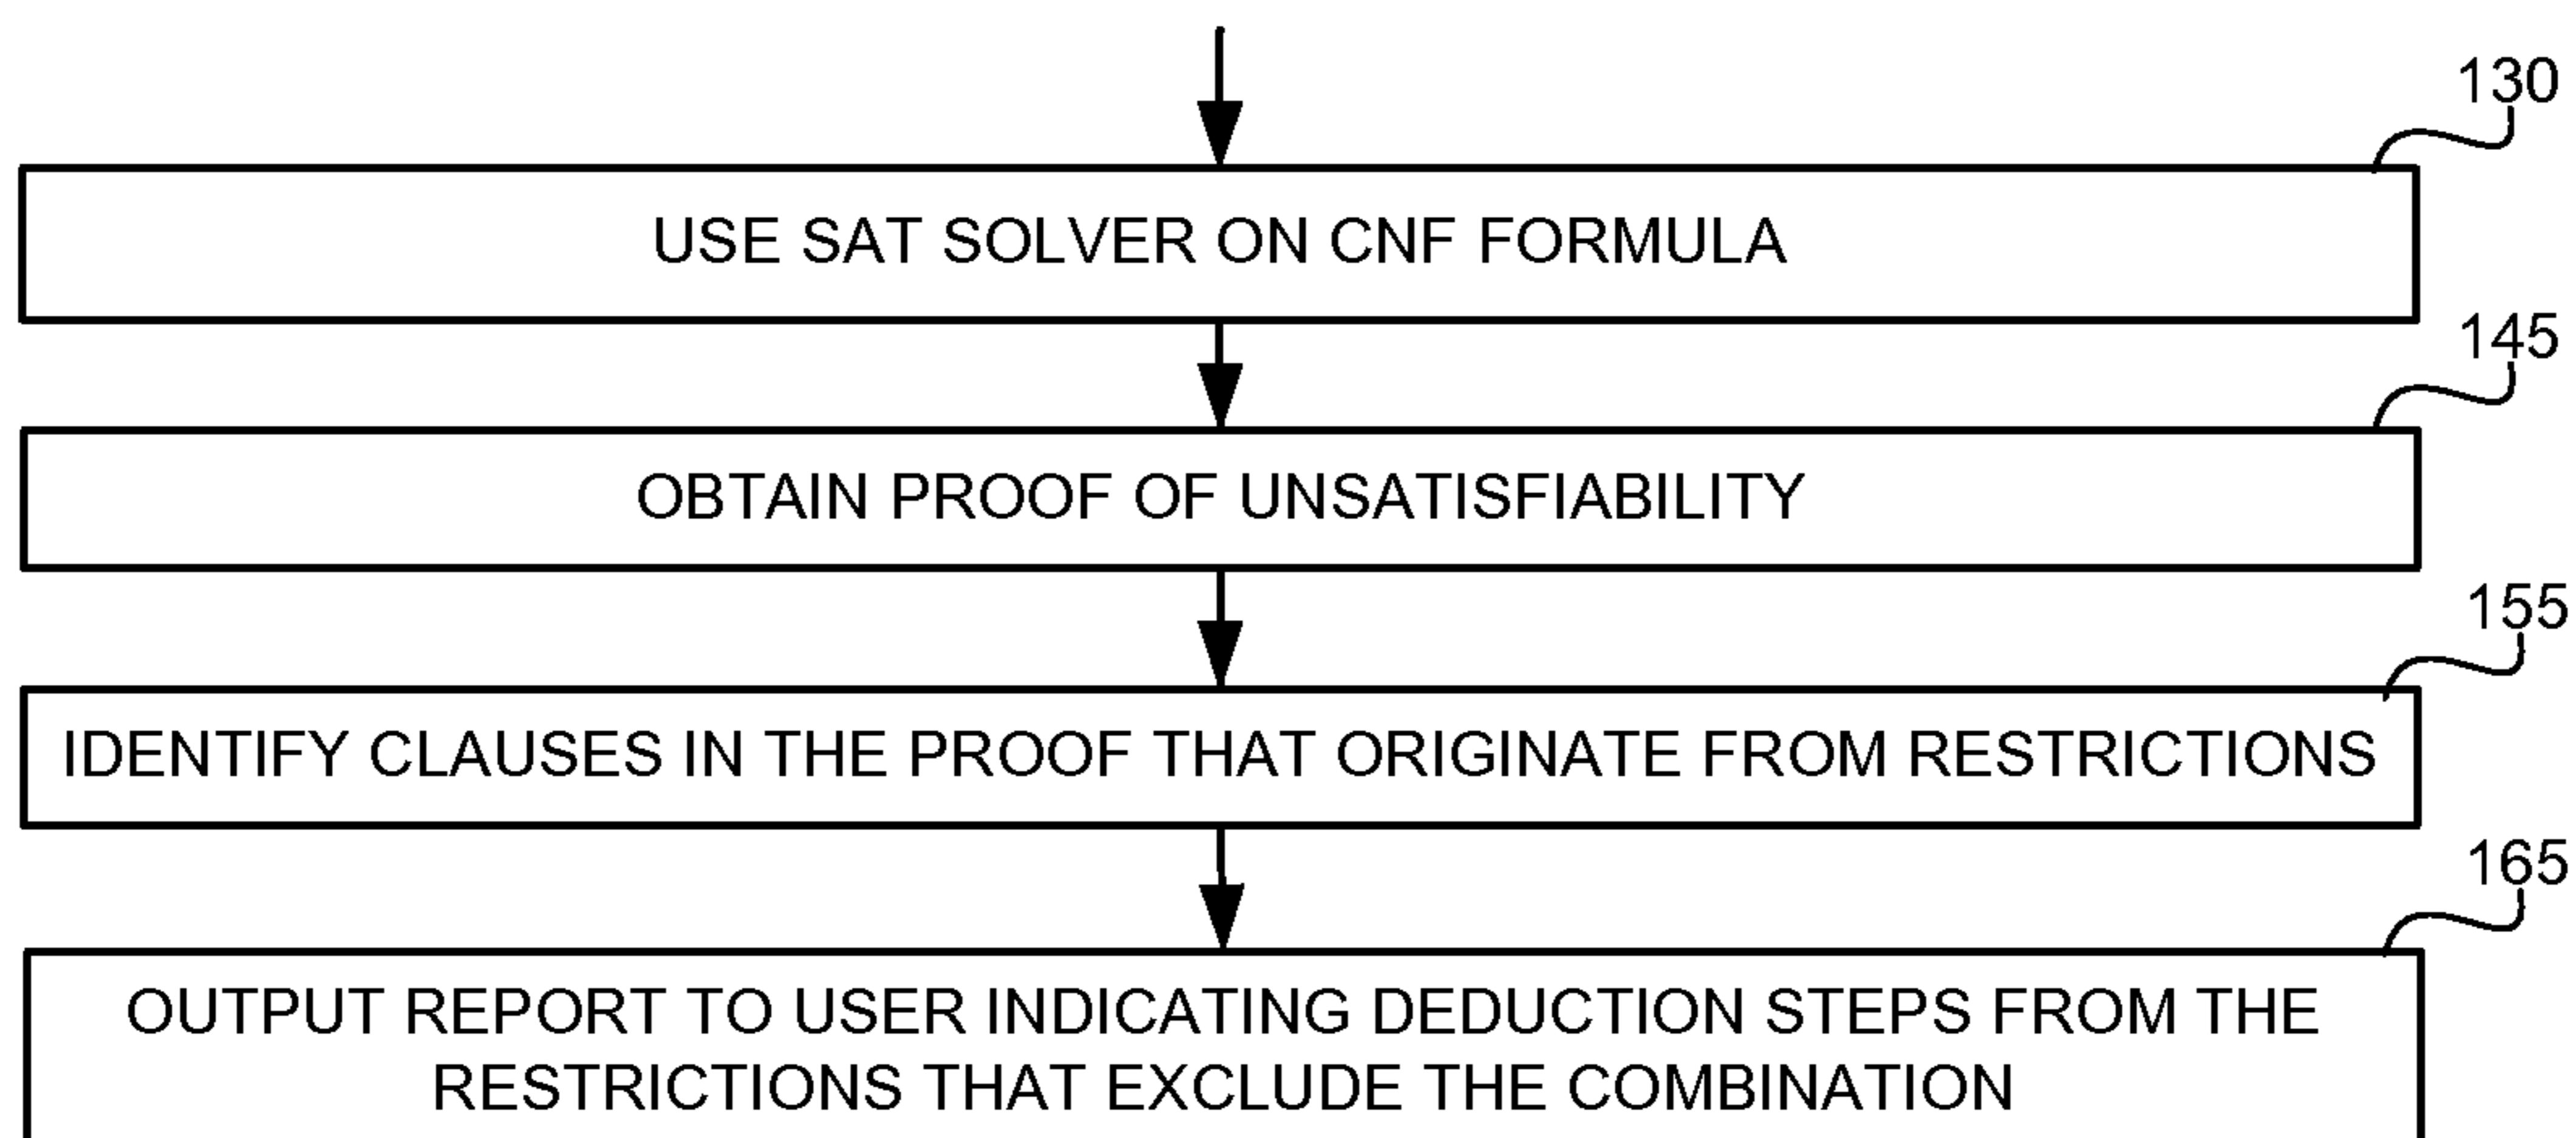 130
USE SAT SOLVER ON CNF FORMULA
145
OBTAIN PROOF OF UNSATISFIABILITY
155
IDENTIFY CLAUSES IN THE PROOF THAT ORIGINATE FROM RESTRICTIONS
165
OUTPUT REPORT TO USER INDICATING DEDUCTION STEPS FROM THE
RESTRICTIONS THAT EXCLUDE THE COMBINATION